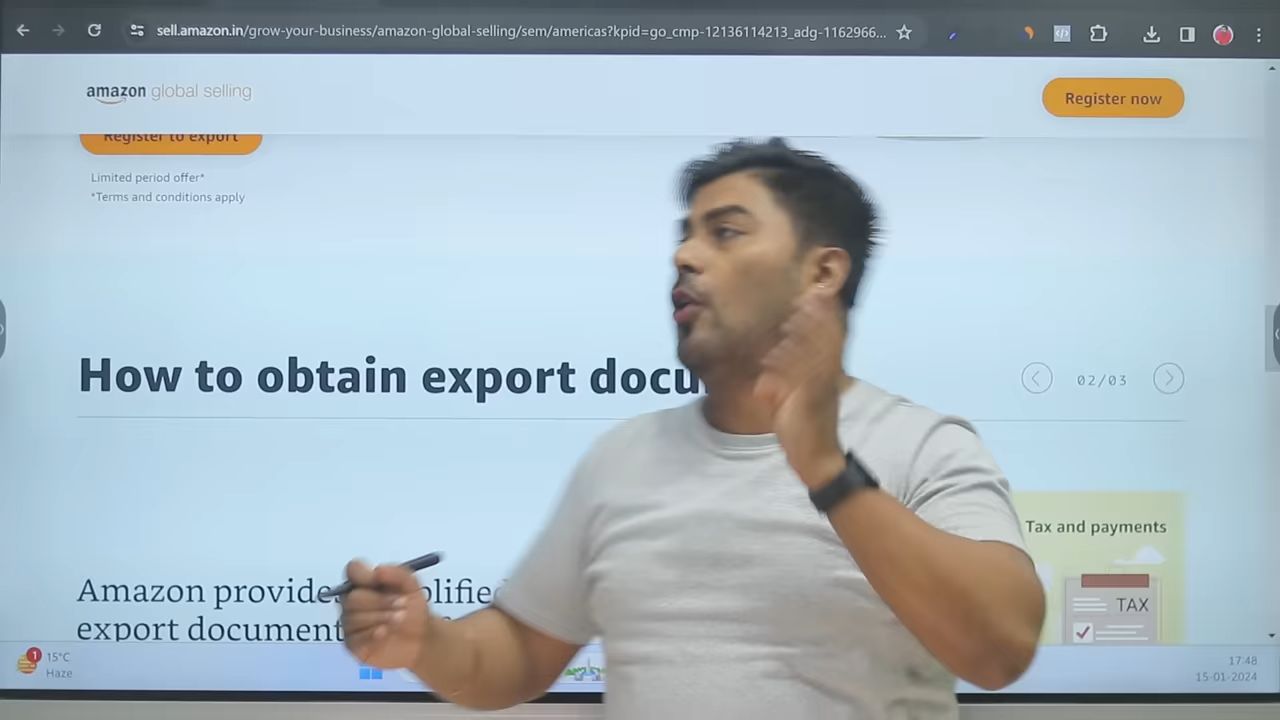 sell.amazon.in/grow-your-business/amazon-global-selling/sem/americas?kpid=go_cmp-12136114213_adg-1162966...
amazon global selling
Register now
Register to export
Limited period offer*
*Terms and conditions apply
How to obtain export docu
02/03
Tax and payments
TAX
Amazon provides
export document
1
15°C
Haze
17:48
15-01-2024